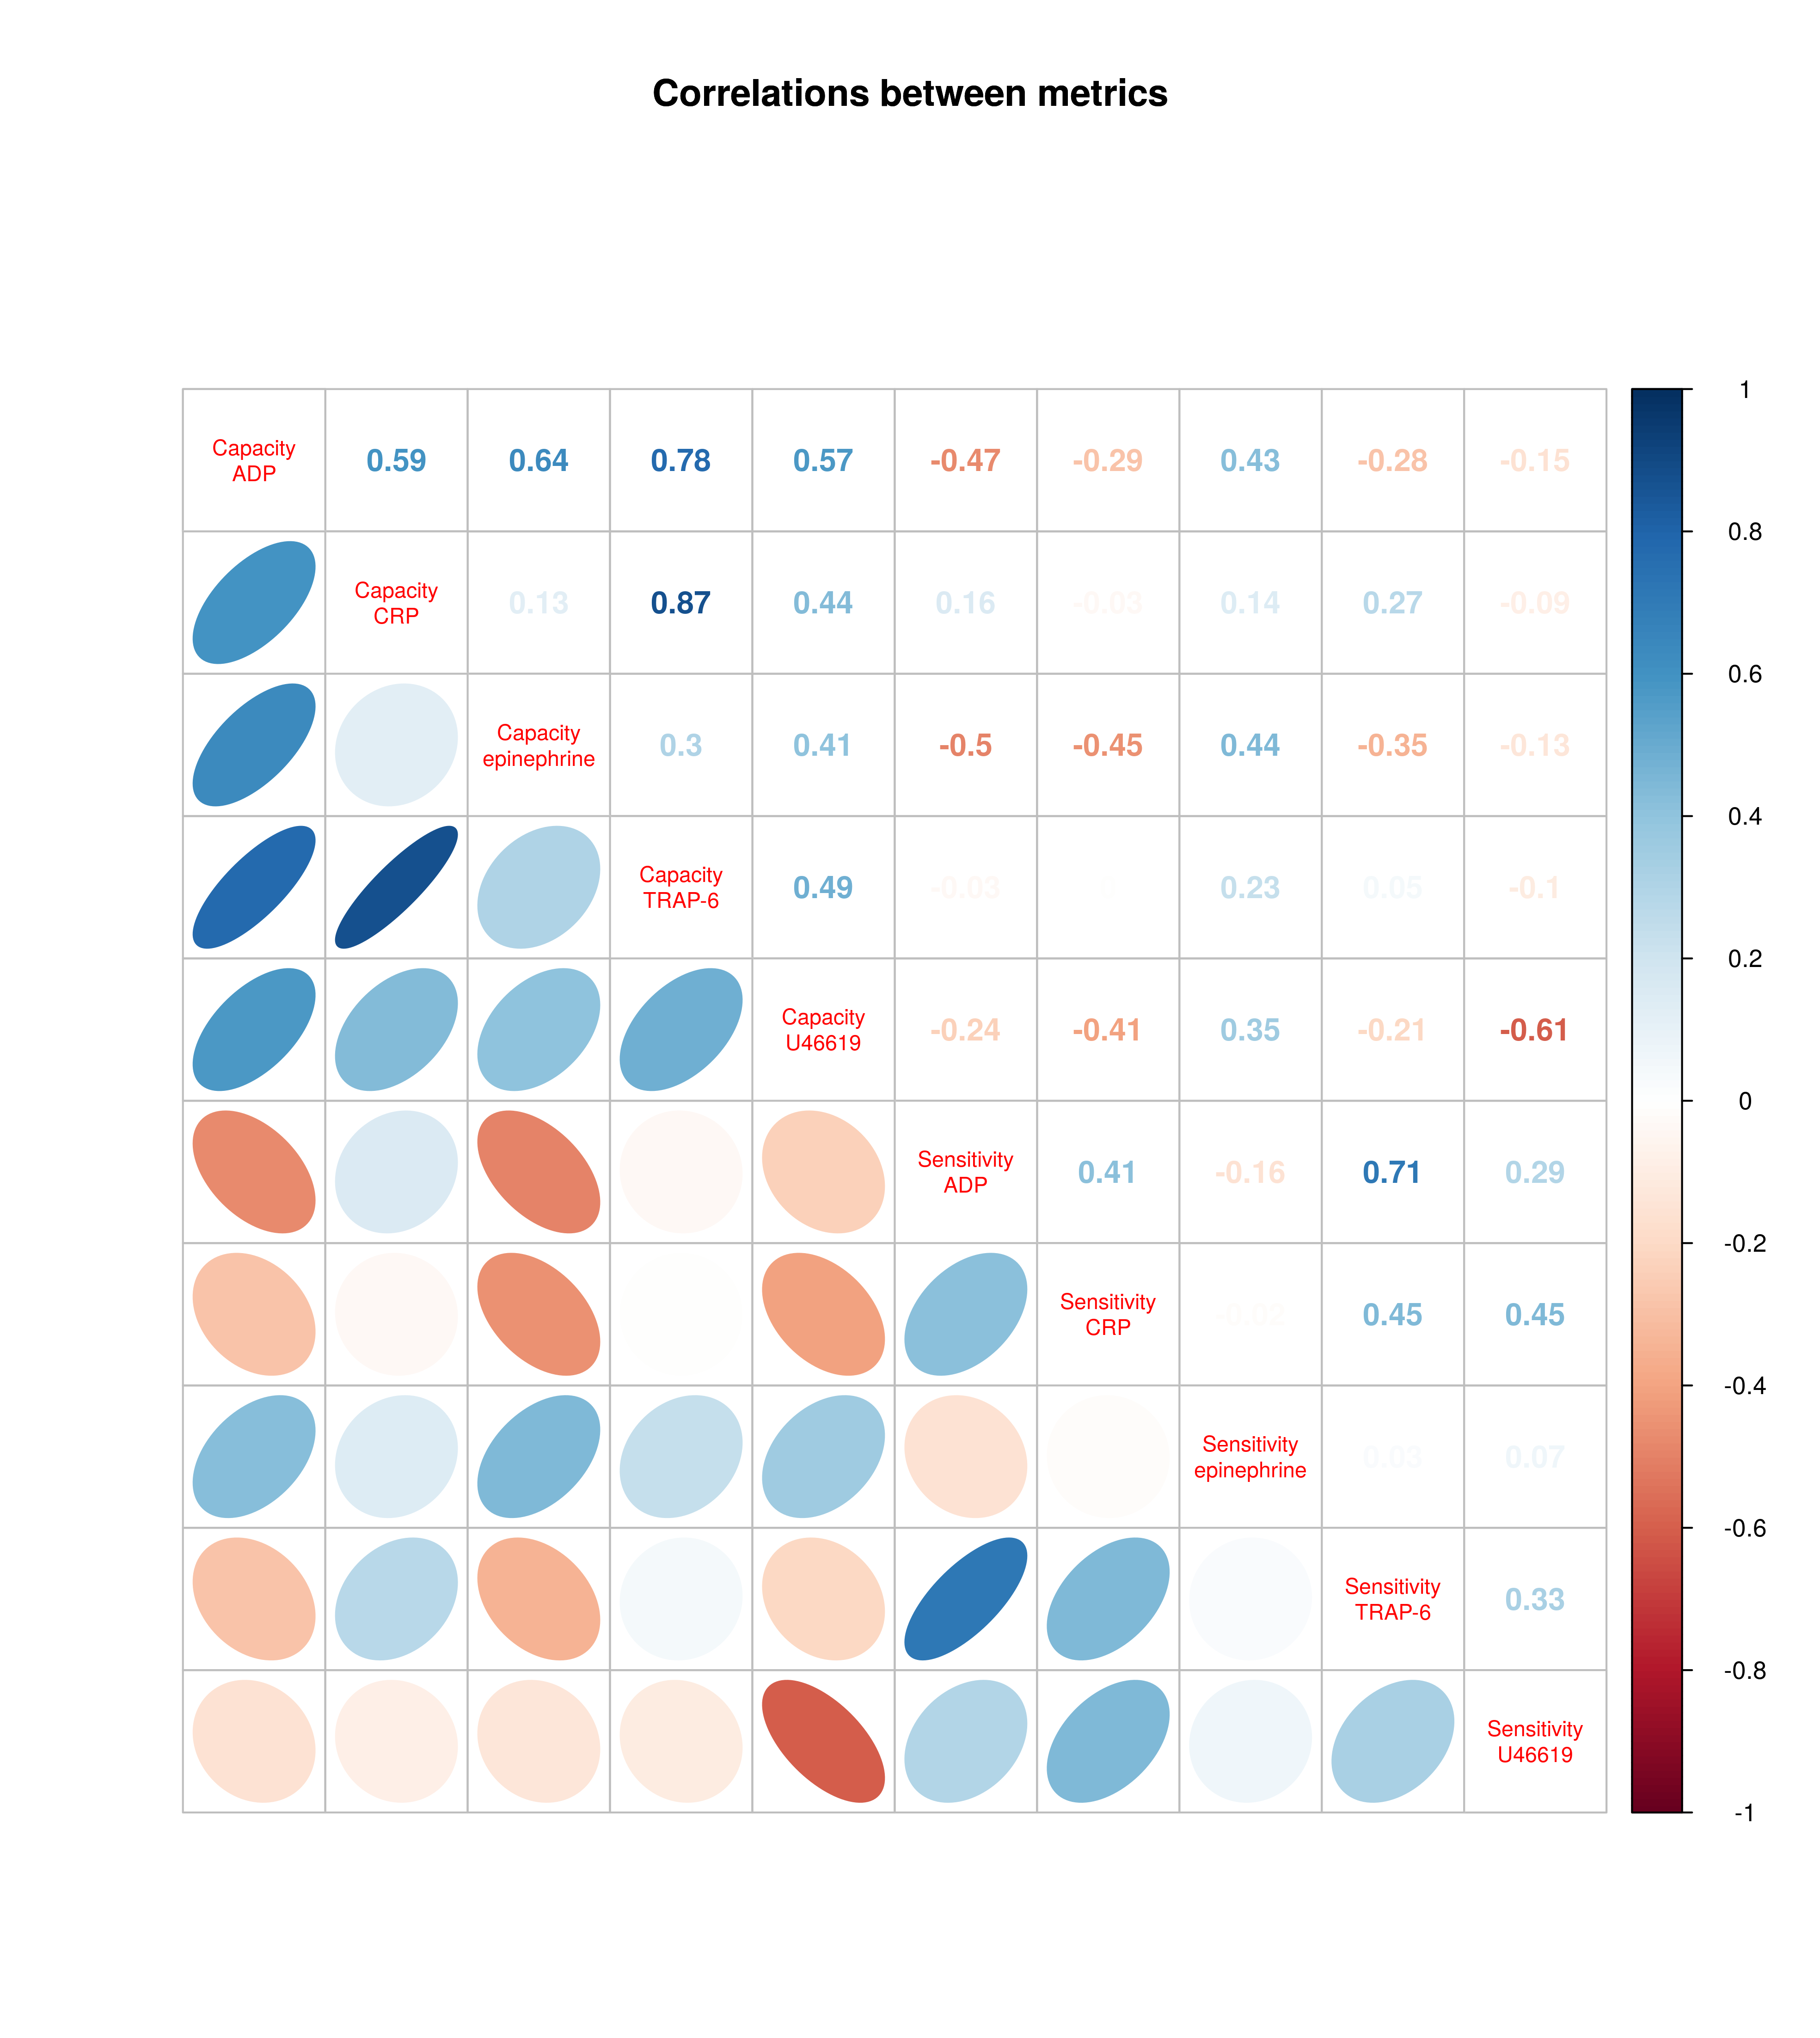 Correlations between metrics
Capacity
ADP
0.59 0.64 0.78 0.57 -0.47 -0.29 0.43 -0.28 -0.15
Capacity
CRP
0.13 0.87 0.44 0.16 -0.03 0.14 0.27 -0.09
Capacity
epinephrine
0.3 0.41 -0.5 -0.45 0.44 -0.35 -0.13
Capacity
TRAP-6
0.49 -0.03 0.23 0.05 -0.1
Capacity
U46619
-0.24 -0.41 0.35 -0.21 -0.61
Sensitivity
ADP
0.41 -0.16 0.71 0.29
Sensitivity
CRP
-0.02 0.45 0.45
Sensitivity
epinephrine
0.03 0.07
Sensitivity
TRAP-6
0.33
Sensitivity
U46619
1
0.8
0.6
0.4
0.2
0
-0.2
-0.4
-0.6
-0.8
-1